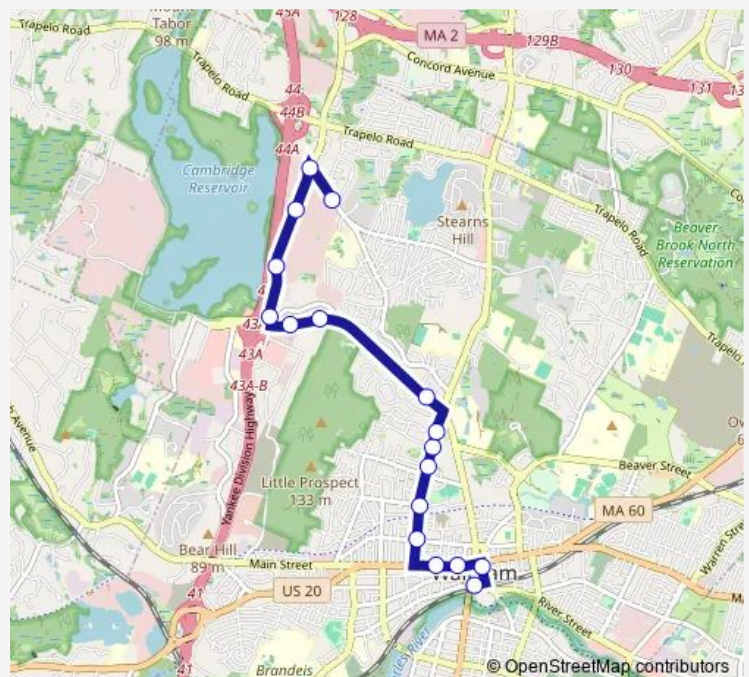 Mount
Tabor
98 m
Trapelo Road
Trapelo Road
45A
128
MA 2
129B
Concord Avenue
130
131
44
44B
44A
Trapelo Road
Cambridge
Reservoir
Stearns
Hill
Trapelo Road
Beaver
Brook North
Reservation
Trapelo
43A
43A-B
Yankee Division Highway
Little Prospect
133 m
Beaver Street
MA 60
Bear Hill
89 m
Main Street
US 20
Warren Stre
River Street
41
41
Brandeis
© OpenStreetMap contributors